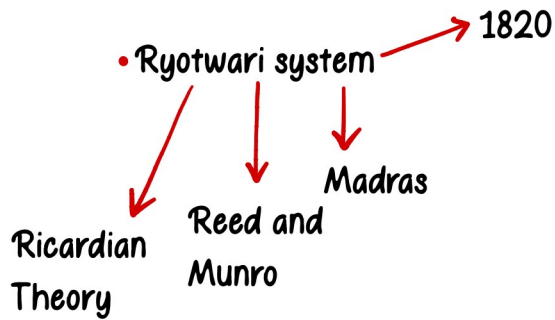 1820
• Ryotwari system
Madras
Reed and
Munro
Ricardian
Theory